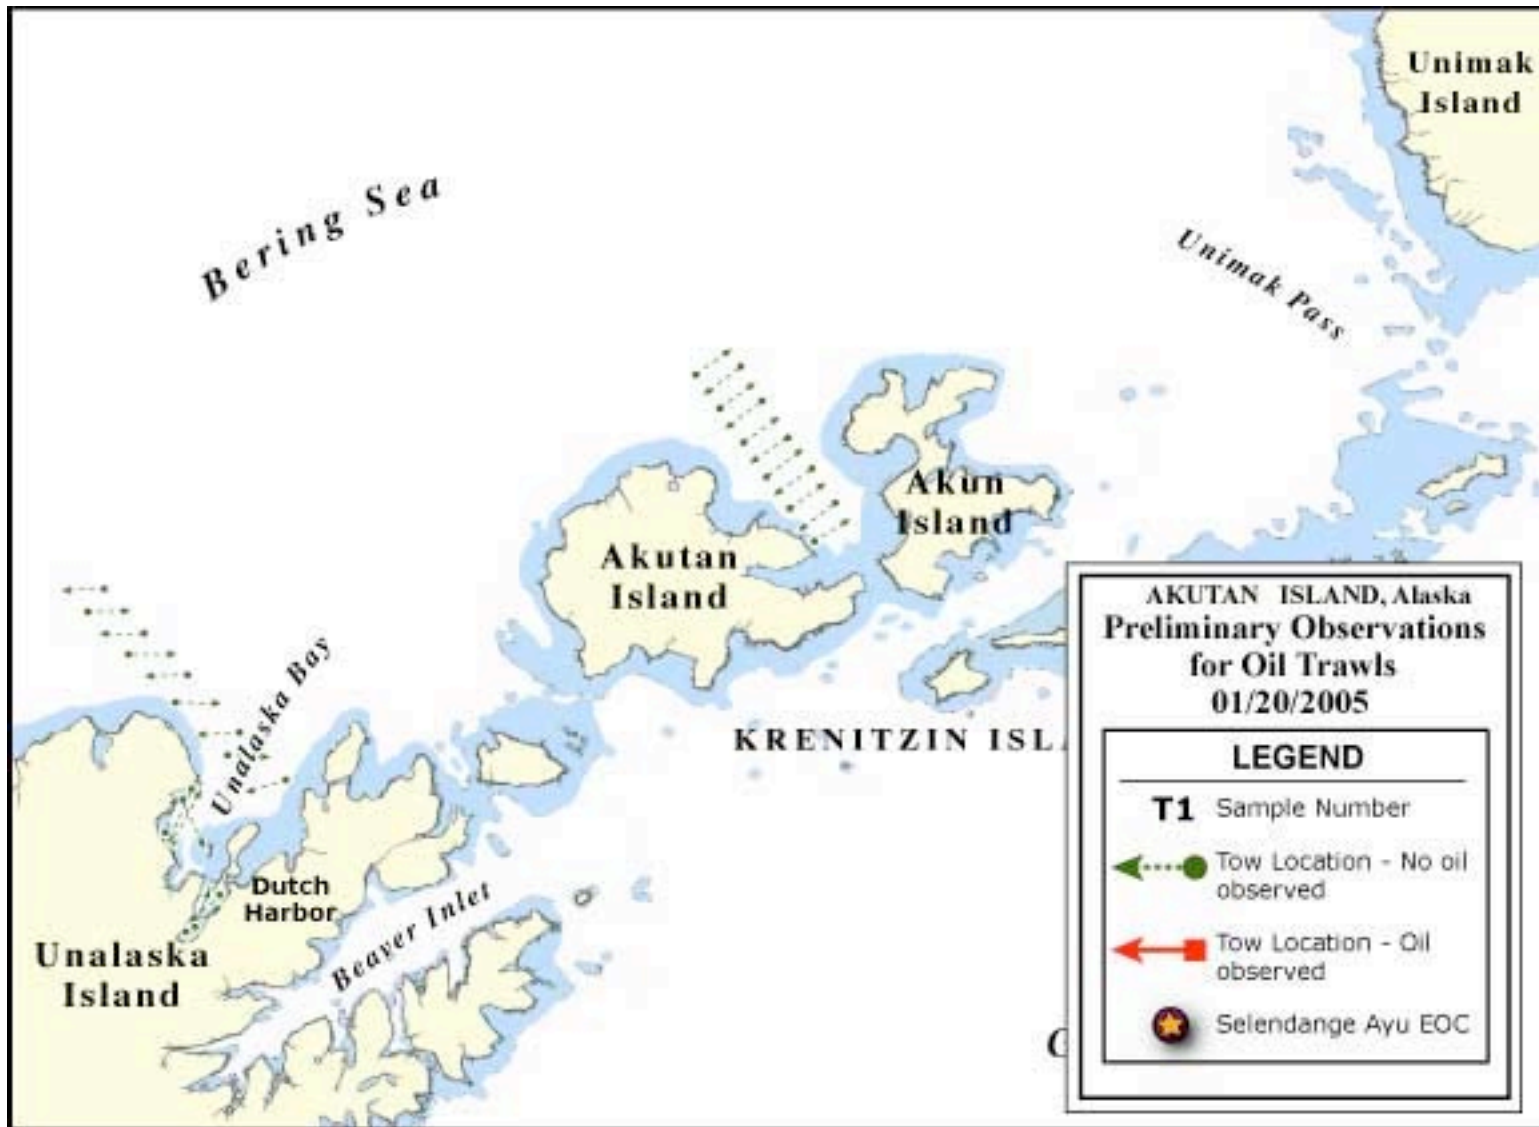 Unimak
Island
Bering Sea
Unimak Pass
Akun
Island
Akutan
Island
Unalaska Bay
KRENITZIN ISL
Dutch
Harbor
Beaver Inlet
Unalaska
Island
AKUTAN ISLAND, Alaska
Preliminary Observations
for Oil Trawls
01/20/2005
LEGEND
T1 Sample Number
Tow Location - No oil
observed
Tow Location - Oil
observed
Selendange Ayu EOC